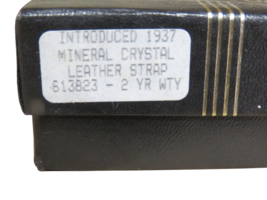 INTRODUCED 1937
MINERAL CRYSTAL
LEATHER STRAP
613823 - 2 YR WTY